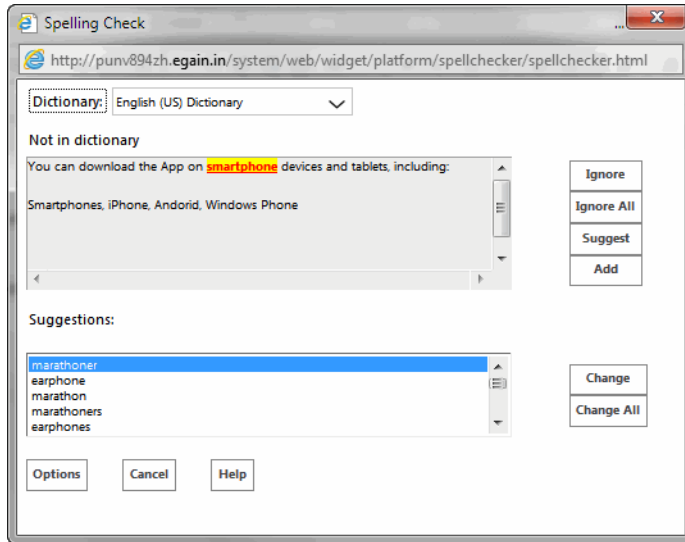 Spelling Check
...
X
http://punv894zh.egain.in/system/web/widget/platform/spellchecker/spellchecker.html
Dictionary: English (US) Dictionary
Not in dictionary
You can download the App on smartphone devices and tablets, including:
Smartphones, iPhone, Andorid, Windows Phone
Ignore
Ignore All
Suggest
Add
Suggestions:
marathoner
earphone
marathon
marathoners
earphones
Change
Change All
Options Cancel Help